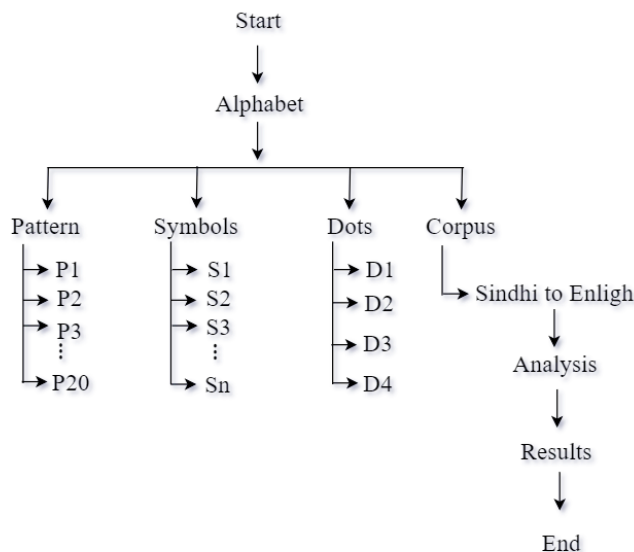 Start
Alphabet
Pattern Symbols Dots Corpus
P1 S1 D1 Sindhi to Enligh
P2 S2 D2
P3 S3 D3 Analysis
P20 Sn D4
Results
End